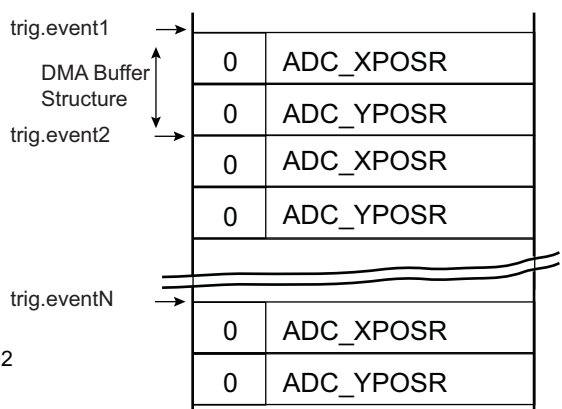 trig.event1
0 ADC_XPOSR
DMA Buffer
Structure
0 ADC_YPOSR
trig.event2
0 ADC_XPOSR
0 ADC_YPOSR
trig.eventN
0 ADC_XPOSR
2
0 ADC_YPOSR